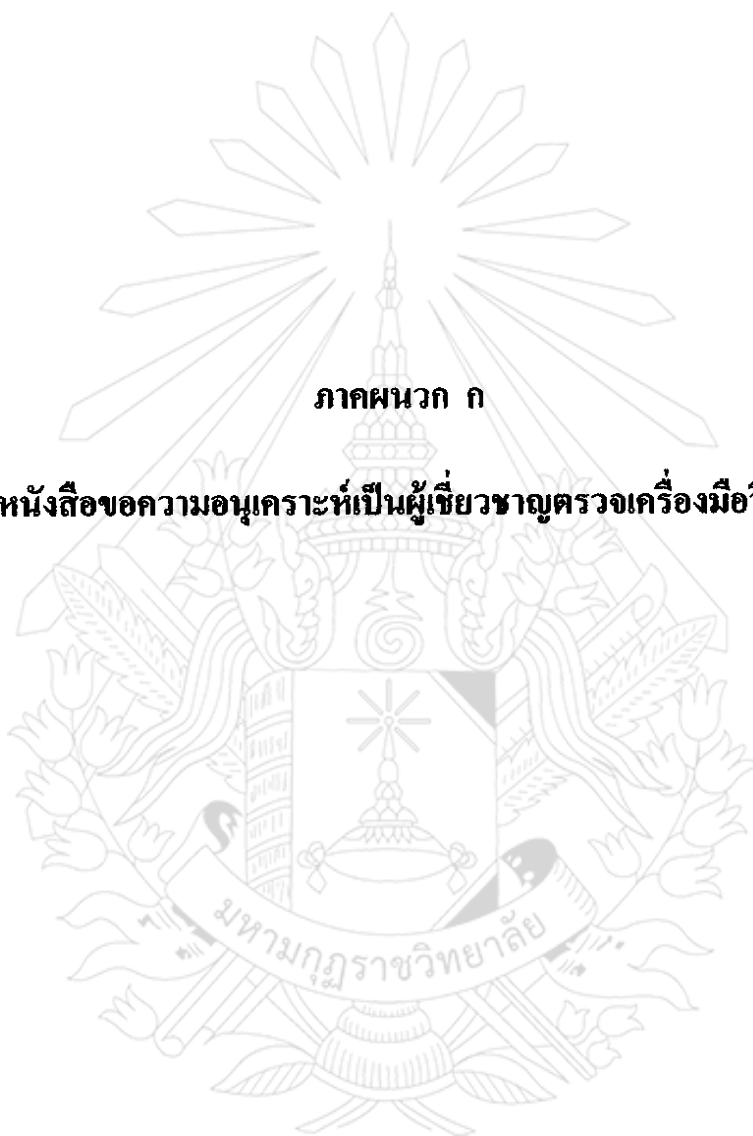 ภาคผนวก ก
หนังสือขอความอนุเคราะห์เป็นผู้เชี่ยวชาญตรวจเครื่องมือ
มหามกุฏราชวิทยาลัย